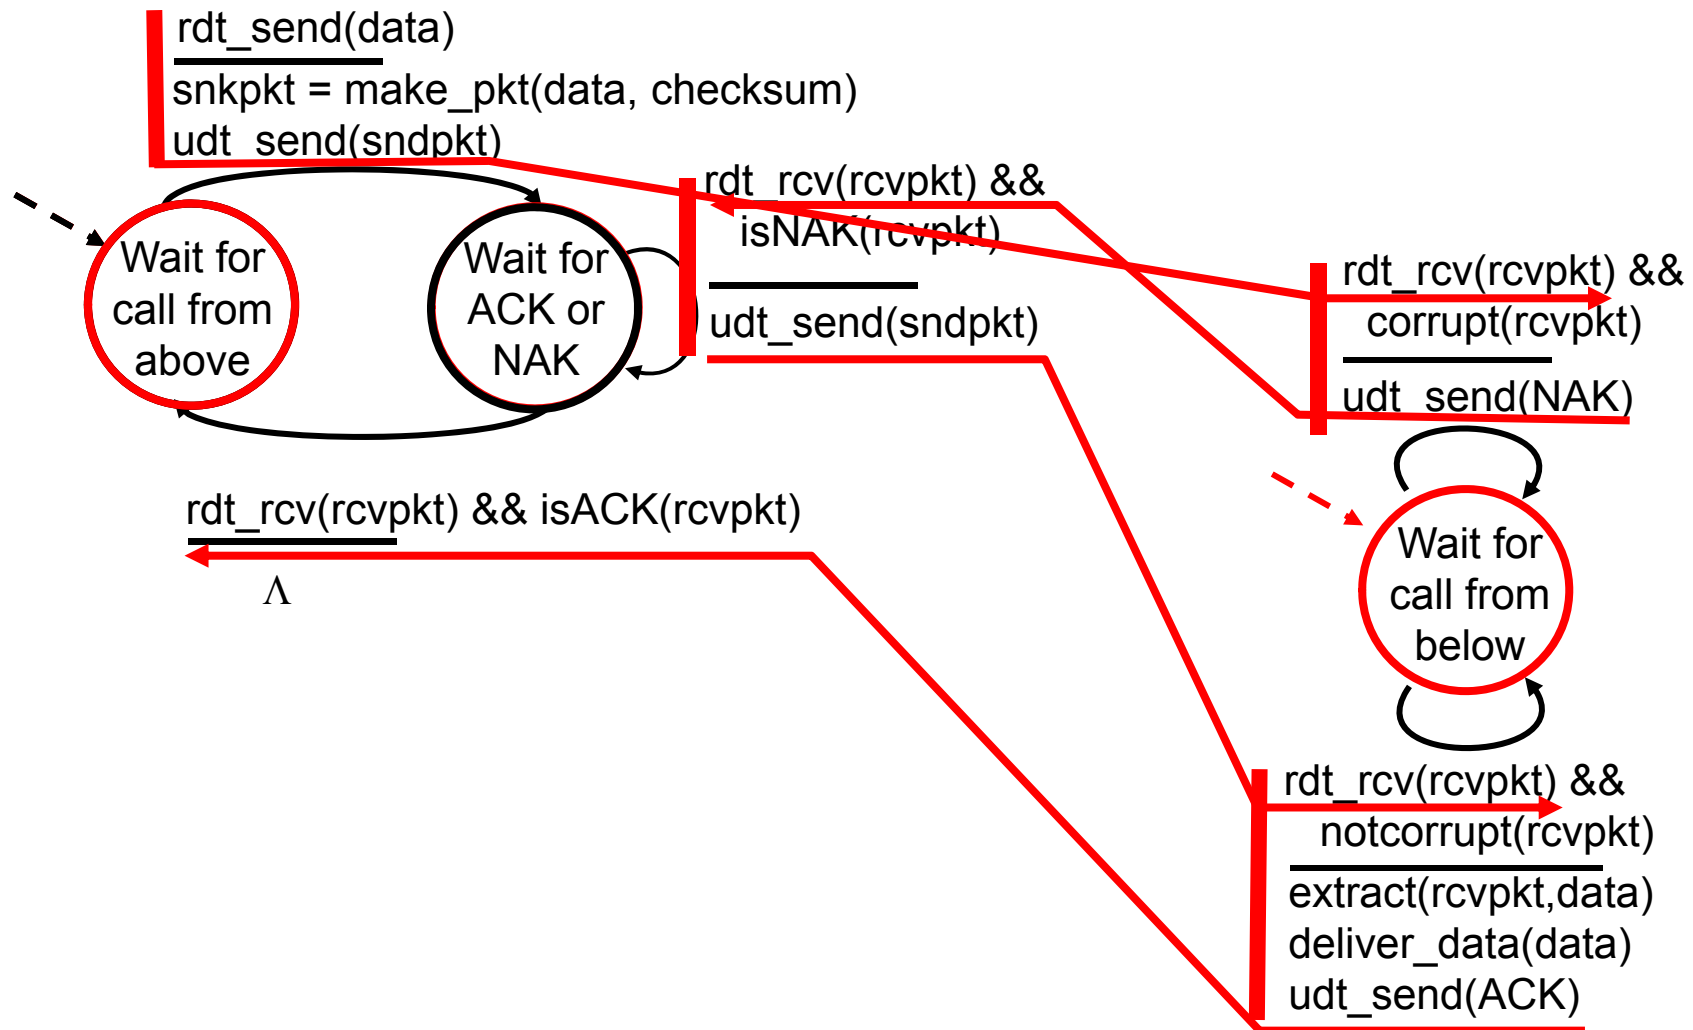 rdt_send(data)
snkpkt = make_pkt(data, checksum)
udt_send(sndpkt)
rdt_rcv(rcvpkt) &&
isNAK(rcvpkt)
udt_send(sndpkt)
Wait for
call from
above
Wait for
ACK or
NAK
rdt_rcv(rcvpkt) &&
corrupt(rcvpkt)
udt_send(NAK)
rdt_rcv(rcvpkt) && isACK(rcvpkt)
Λ
Wait for
call from
below
rdt_rcv(rcvpkt) &&
notcorrupt(rcvpkt)
extract(rcvpkt,data)
deliver_data(data)
udt_send(ACK)